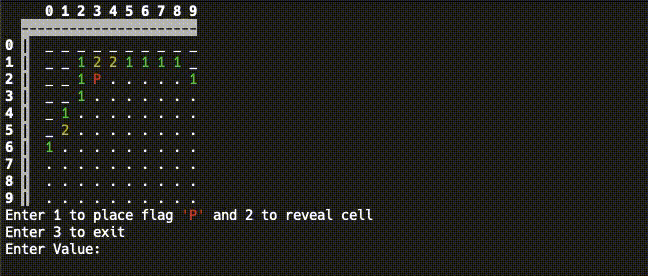 0 1 2 3 4 5 6 7 8 9
---------------------
0 | _ _ _ _ _ _ _ _ _ _
1 | _ _ 1 2 2 1 1 1 1 _
2 | _ _ 1 P . . . . . 1
3 | _ _ 1 . . . . . . .
4 | _ 1 . . . . . . . .
5 | _ 2 . . . . . . . .
6 | 1 . . . . . . . . .
7 | . . . . . . . . . .
8 | . . . . . . . . . .
9 | . . . . . . . . . .
Enter 1 to place flag 'P' and 2 to reveal cell
Enter 3 to exit
Enter Value: